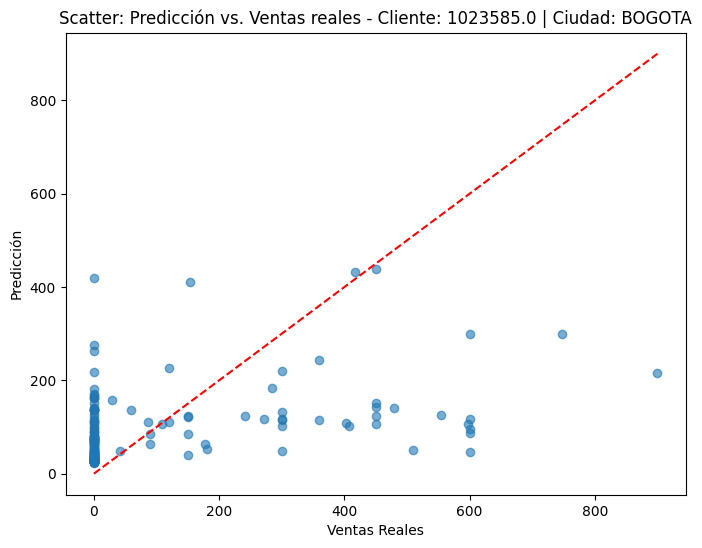 Scatter: Predicción vs. Ventas reales - Cliente: 1023585.0 | Ciudad: BOGOTA
Predicción
800
600
400
200
0
0 200 400 600 800
Ventas Reales